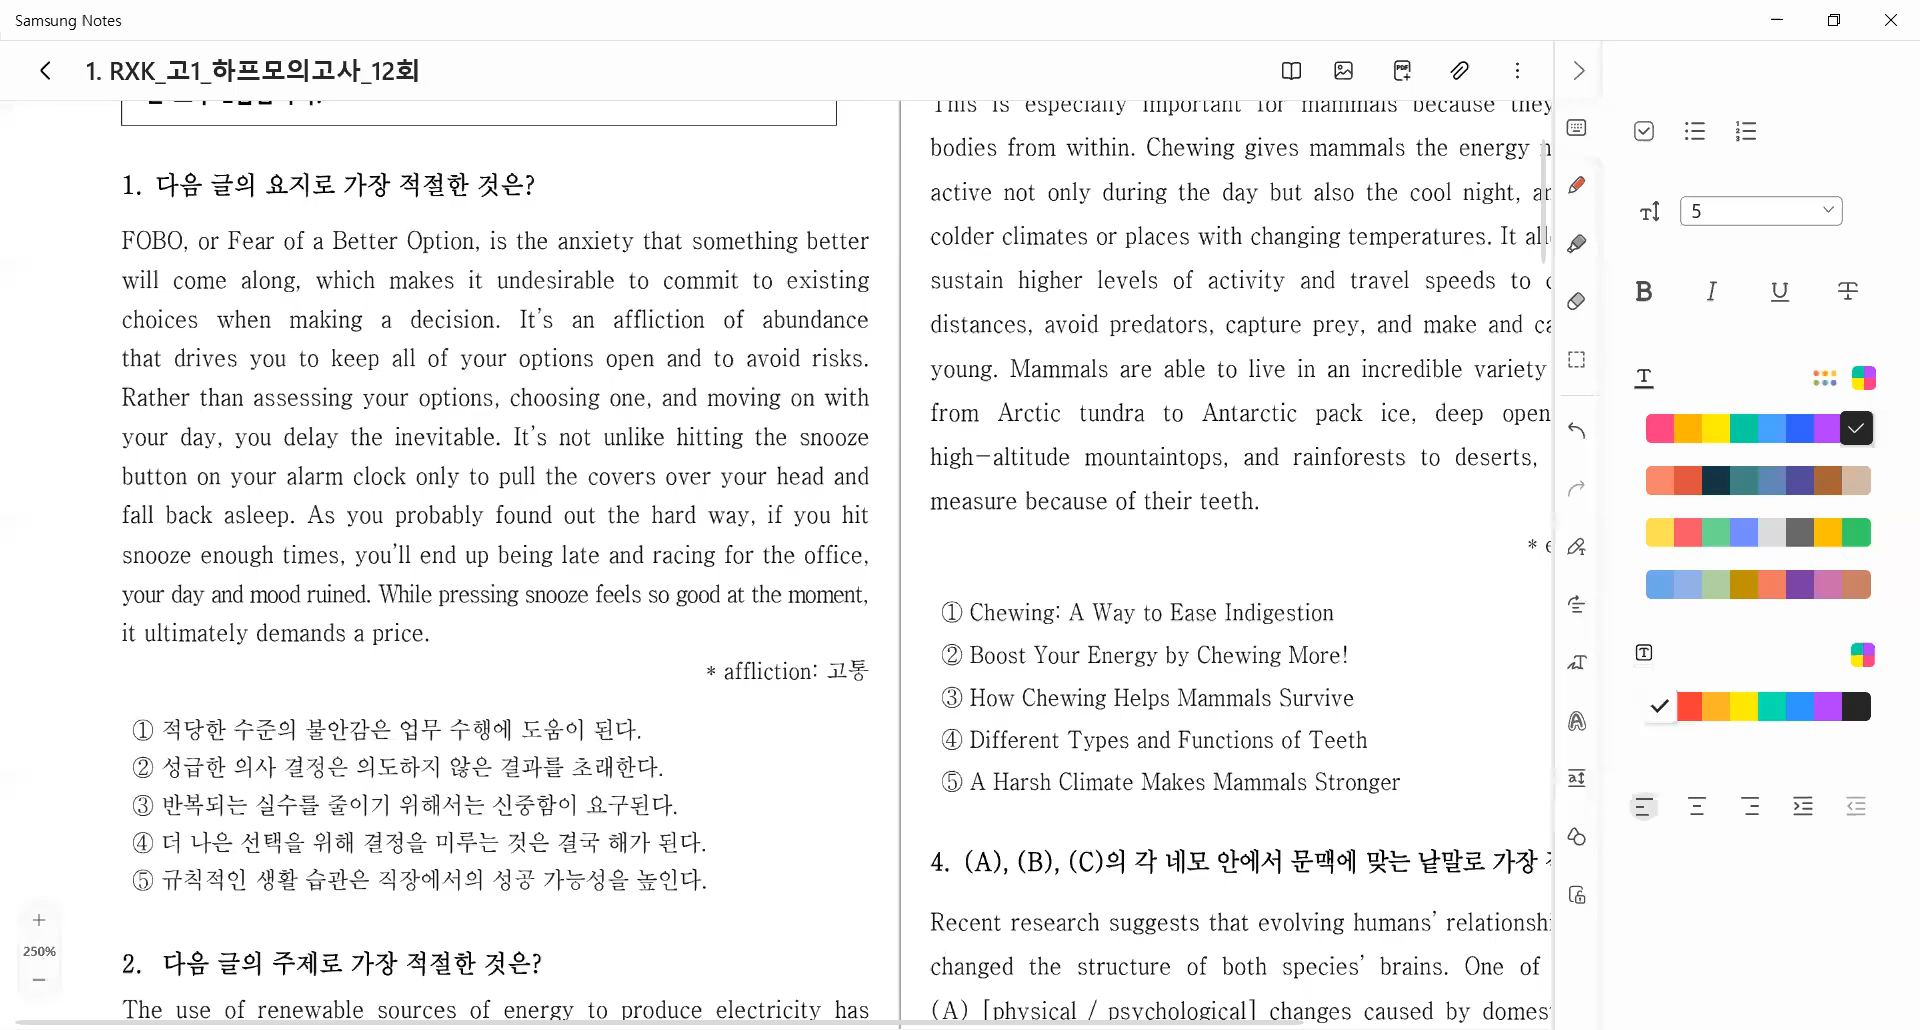 Samsung Notes
1. RXK_고1_하프모의고사_12회
1. 다음 글의 요지로 가장 적절한 것은?
FOBO, or Fear of a Better Option, is the anxiety that something better
will come along, which makes it undesirable to commit to existing
choices when making a decision. It's an affliction of abundance
that drives you to keep all of your options open and to avoid risks.
Rather than assessing your options, choosing one, and moving on with
your day, you delay the inevitable. It's not unlike hitting the snooze
button on your alarm clock only to pull the covers over your head and
fall back asleep. As you probably found out the hard way, if you hit
snooze enough times, you'll end up being late and racing for the office,
your day and mood ruined. While pressing snooze feels so good at the moment,
it ultimately demands a price.
* affliction: 고통
① 적당한 수준의 불안감은 업무 수행에 도움이 된다.
② 성급한 의사 결정은 의도하지 않은 결과를 초래한다.
③ 반복되는 실수를 줄이기 위해서는 신중함이 요구된다.
④ 더 나은 선택을 위해 결정을 미루는 것은 결국 해가 된다.
⑤ 규칙적인 생활 습관은 직장에서의 성공 가능성을 높인다.
2. 다음 글의 주제로 가장 적절한 것은?
The use of renewable sources of energy to produce electricity has
This is especially important for mammals because they
bodies from within. Chewing gives mammals the energy
active not only during the day but also the cool night,
colder climates or places with changing temperatures. It
sustain higher levels of activity and travel speeds to
distances, avoid predators, capture prey, and make and
young. Mammals are able to live in an incredible variety
from Arctic tundra to Antarctic pack ice, deep open
high-altitude mountaintops, and rainforests to deserts,
measure because of their teeth.
*
① Chewing: A Way to Ease Indigestion
② Boost Your Energy by Chewing More!
③ How Chewing Helps Mammals Survive
④ Different Types and Functions of Teeth
⑤ A Harsh Climate Makes Mammals Stronger
4. (A), (B), (C)의 각 네모 안에서 문맥에 맞는 낱말로 가장
Recent research suggests that evolving humans'
changed the structure of both species' brains. One of
(A) [physical / psychological] changes caused by
250%
5